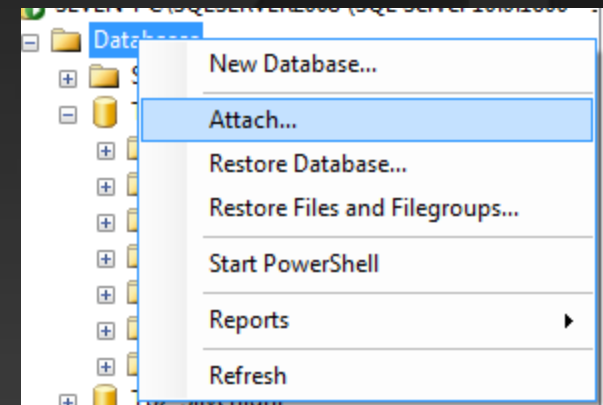 Databases
New Database...
Attach...
Restore Database...
Restore Files and Filegroups...
Start PowerShell
Reports
Refresh